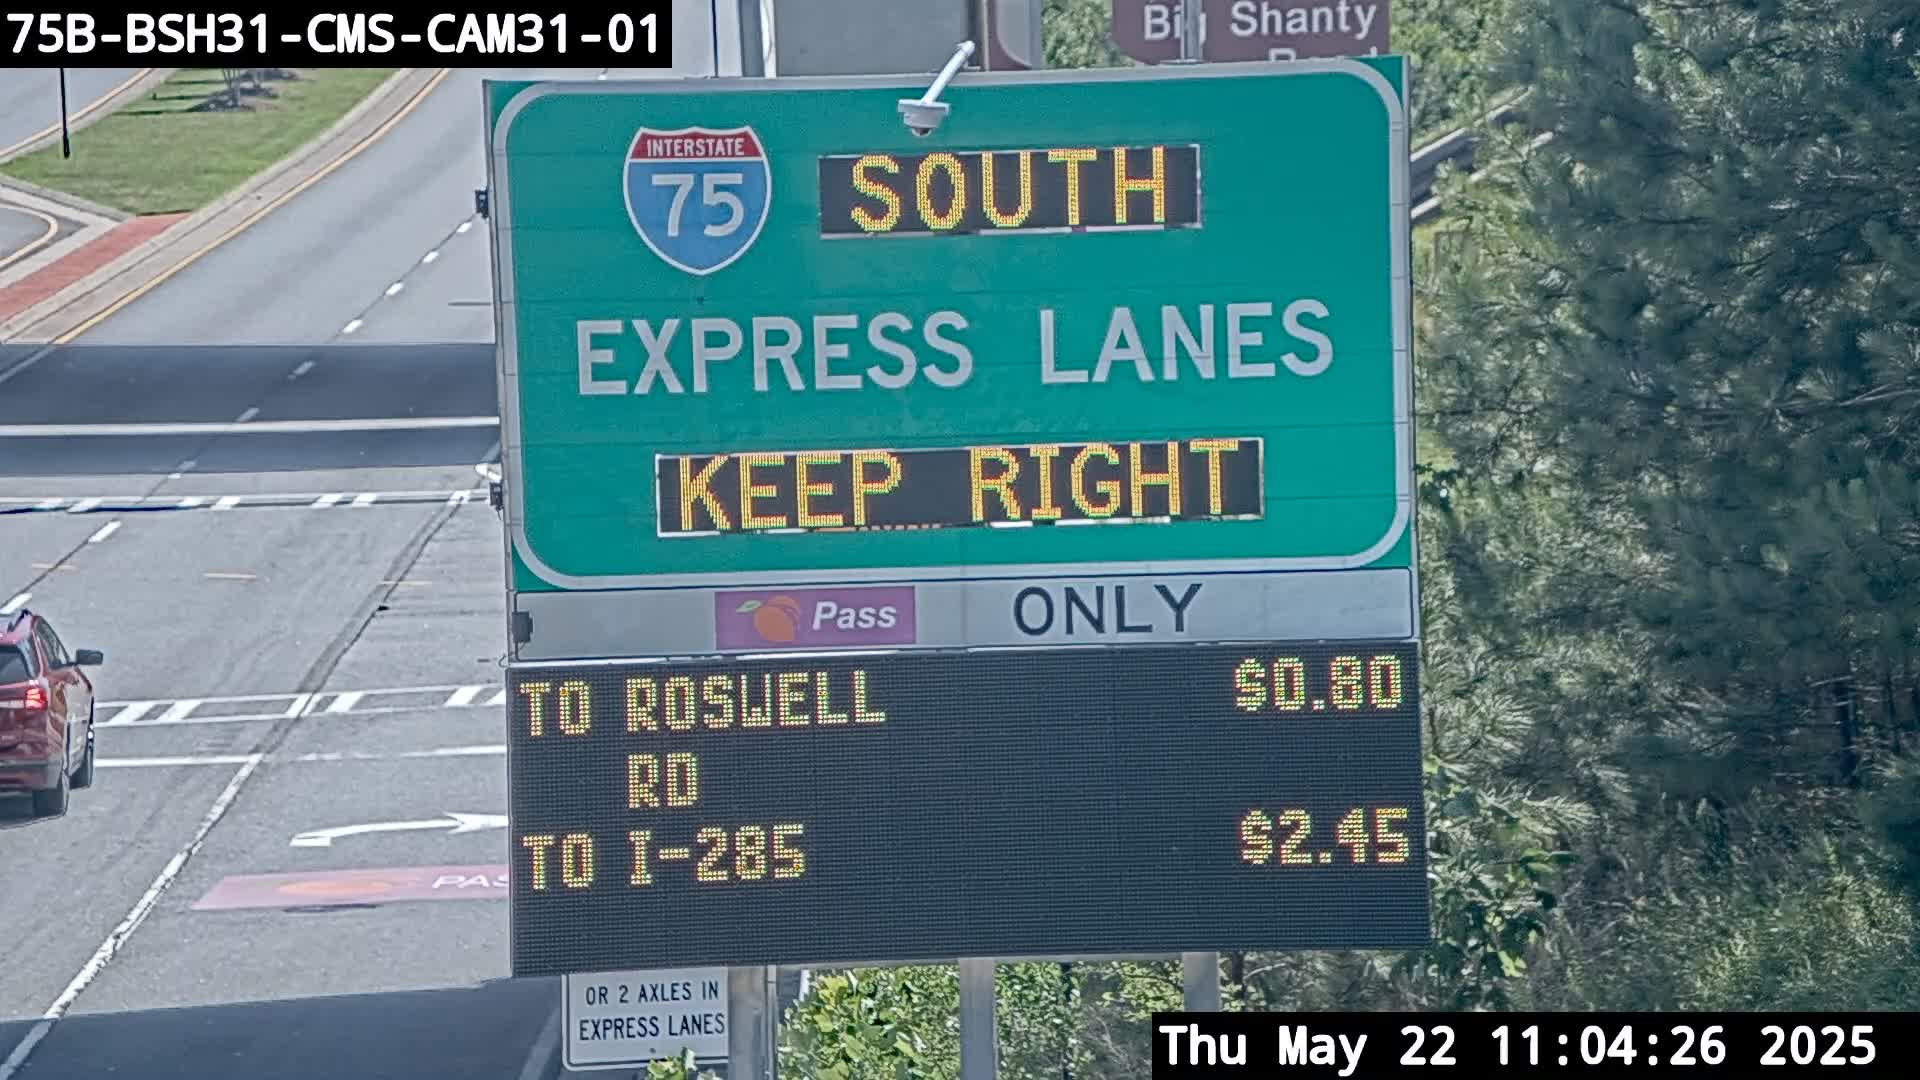 75B-BSH31-CMS-CAM31-01
Big Shanty
INTERSTATE
75
SOUTH
EXPRESS LANES
KEEP RIGHT
Pass ONLY
TO ROSWELL $0.80
RD
TO I-285 $2.45
OR 2 AXLES IN
EXPRESS LANES
Thu May 22 11:04:26 2025